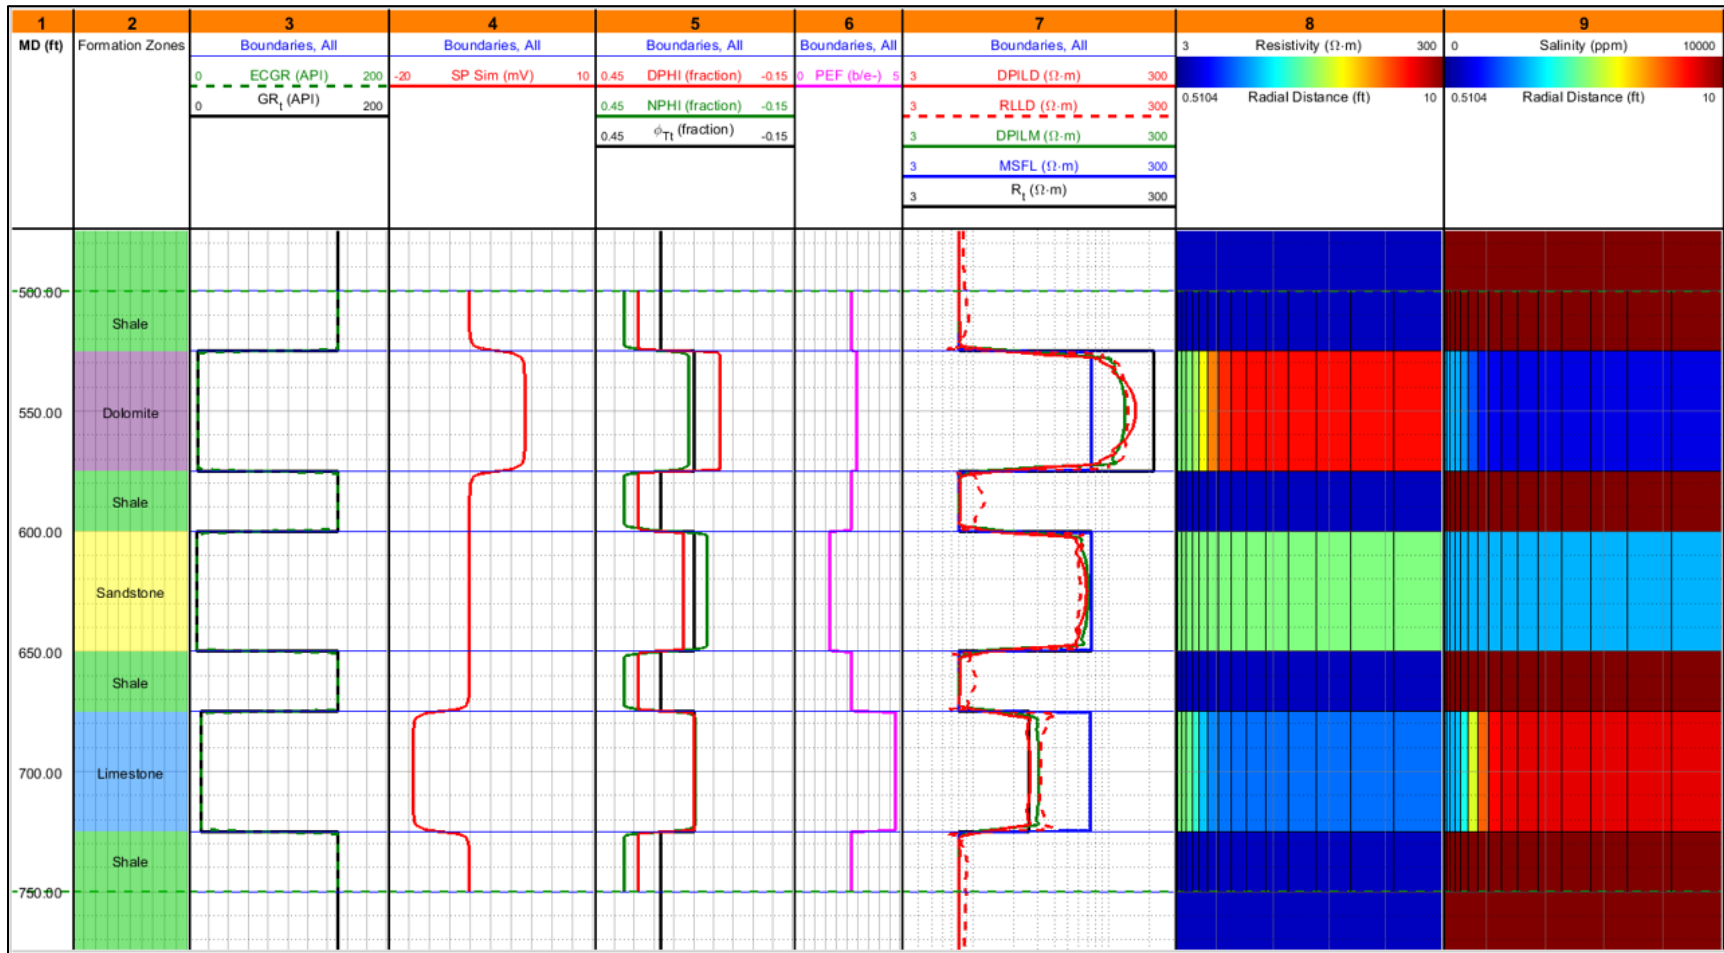 1 2 3 4 5 6 7 8 9
MD (ft) Formation Zones Boundaries, All Boundaries, All Boundaries, All Boundaries, All Boundaries, All 3 Resistivity (Ω·m) 300 0 Salinity (ppm) 10000
0 ECGR (API) 200 -20 SP Sim (mV) 10 0.45 DPHI (fraction) -0.15 0 PEF (b/e-) 5 3 DPILD (Ω·m) 300
0.5104 Radial Distance (ft) 10 0.5104 Radial Distance (ft) 10
0 GRt (API) 200 0.45 NPHI (fraction) -0.15 3 RLLD (Ω·m) 300
0.45 ϕTt (fraction) -0.15 3 DPILM (Ω·m) 300
3 MSFL (Ω·m) 300
3 Rt (Ω·m) 300
500.00
Shale
550.00 Dolomite
Shale
600.00
Sandstone
650.00
Shale
700.00 Limestone
Shale
750.00